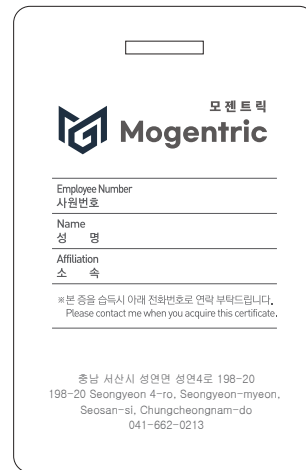 모젠트릭
Mogentric
Employee Number
사원번호
Name
성 명
Affiliation
소 속
※본 증을 습득시 아래 전화번호로 연락 부탁드립니다.
Please contact me when you acquire this certificate.
충남 서산시 성연면 성연4로 198-20
198-20 Seongyeon 4-ro, Seongyeon-myeon,
Seosan-si, Chungcheongnam-do
041-662-0213